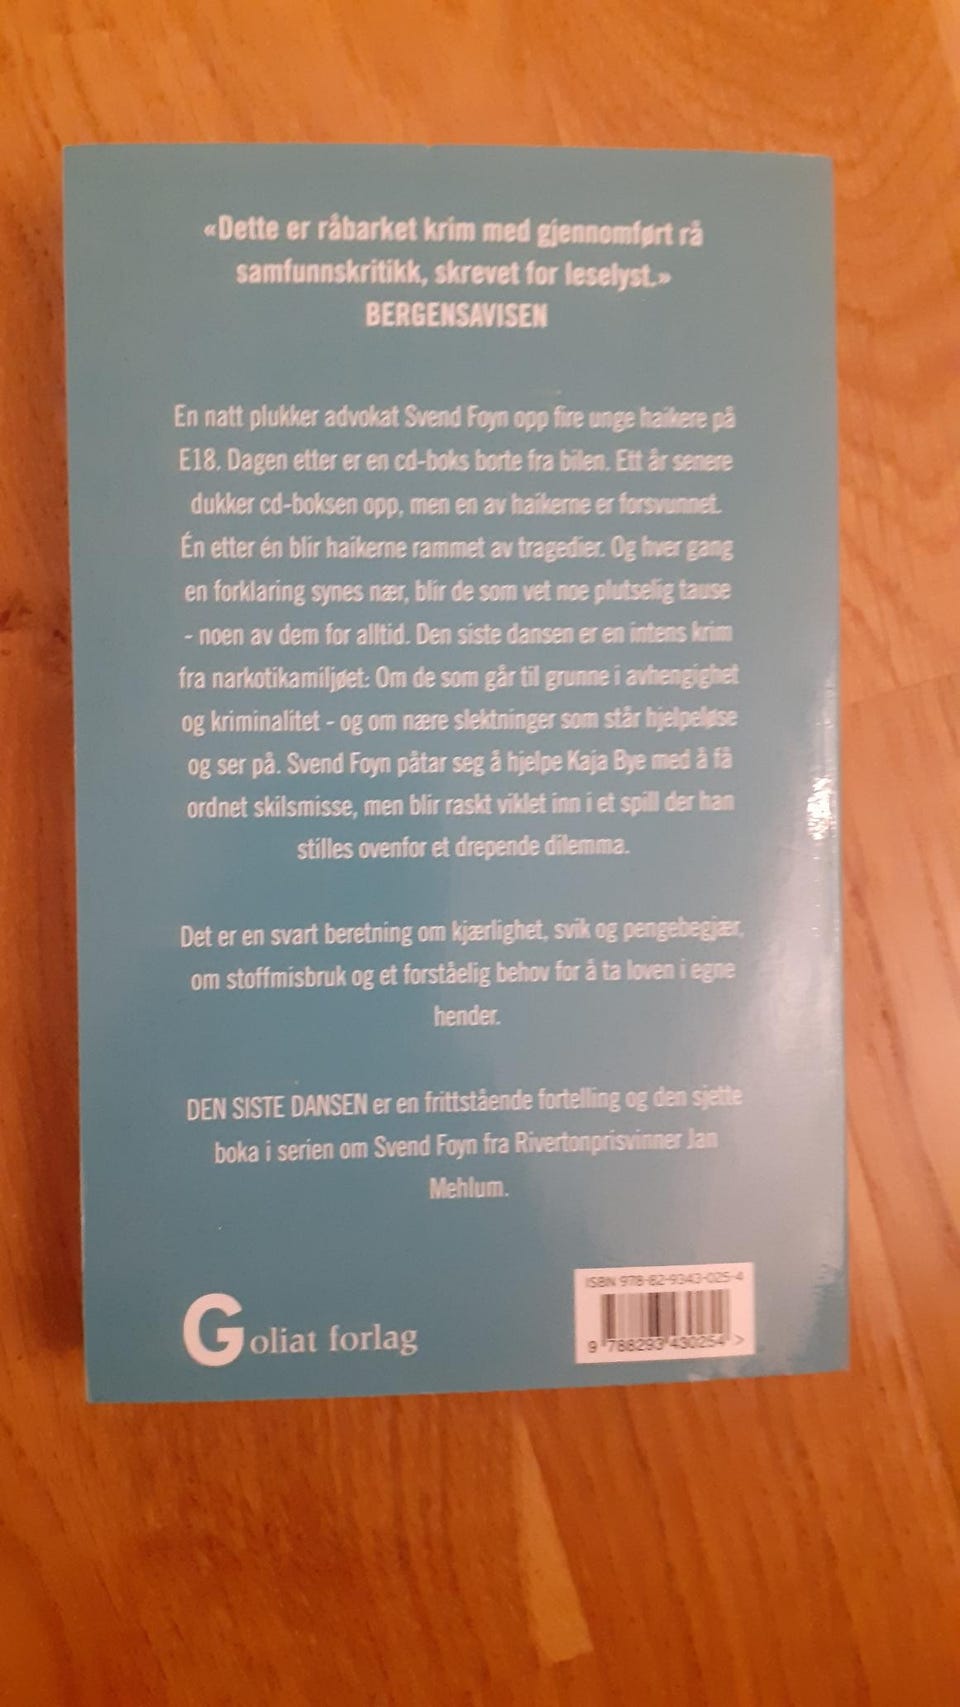 «Dette er råbarket krim med gjennomført rå
samfunnskritikk, skrevet for leselyst.»
BERGENSAVISEN
En natt plukker advokat Svend Foyn opp fire unge haikere på
E18. Dagen etter er en cd-boks borte fra bilen. Ett år senere
dukker cd-boksen opp, men en av haikerne er forsvunnet.
Én etter én blir haikerne rammet av tragedier. Og hver gang
en forklaring synes nær, blir de som vet noe plutselig tause
- noen av dem for alltid. Den siste dansen er en intens krim
fra narkotikamiljøet: Om de som går til grunne i avhengighet
og kriminalitet - og om nære slektninger som står hjelpeløse
og ser på. Svend Foyn påtar seg å hjelpe Kaja Bye med å få
ordnet skilsmisse, men blir raskt viklet inn i et spill der han
stilles ovenfor et drepende dilemma.
Det er en svart beretning om kjærlighet, svik og pengebegjær,
om stoffmisbruk og et forståelig behov for å ta loven i egne
hender.
DEN SISTE DANSEN er en frittstående fortelling og den sjette
boka i serien om Svend Foyn fra Rivertonprisvinner Jan
Mehlum.
ISBN 978-82-9343-025-4
9 788293 430254 >
Goliat forlag